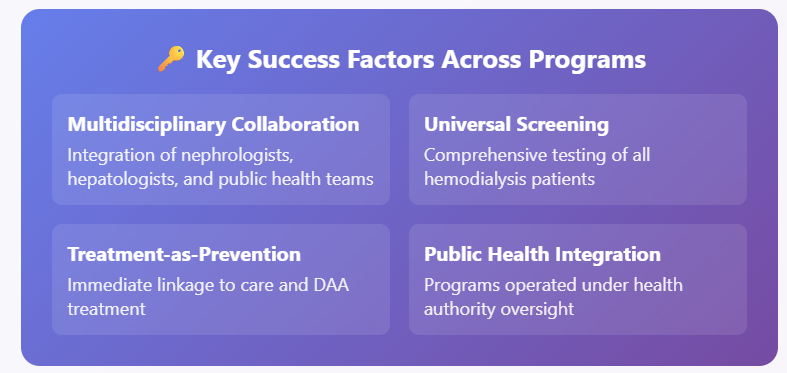 🔑 Key Success Factors Across Programs
Multidisciplinary Collaboration
Integration of nephrologists,
hepatologists, and public health teams
Universal Screening
Comprehensive testing of all
hemodialysis patients
Treatment-as-Prevention
Immediate linkage to care and DAA
treatment
Public Health Integration
Programs operated under health
authority oversight